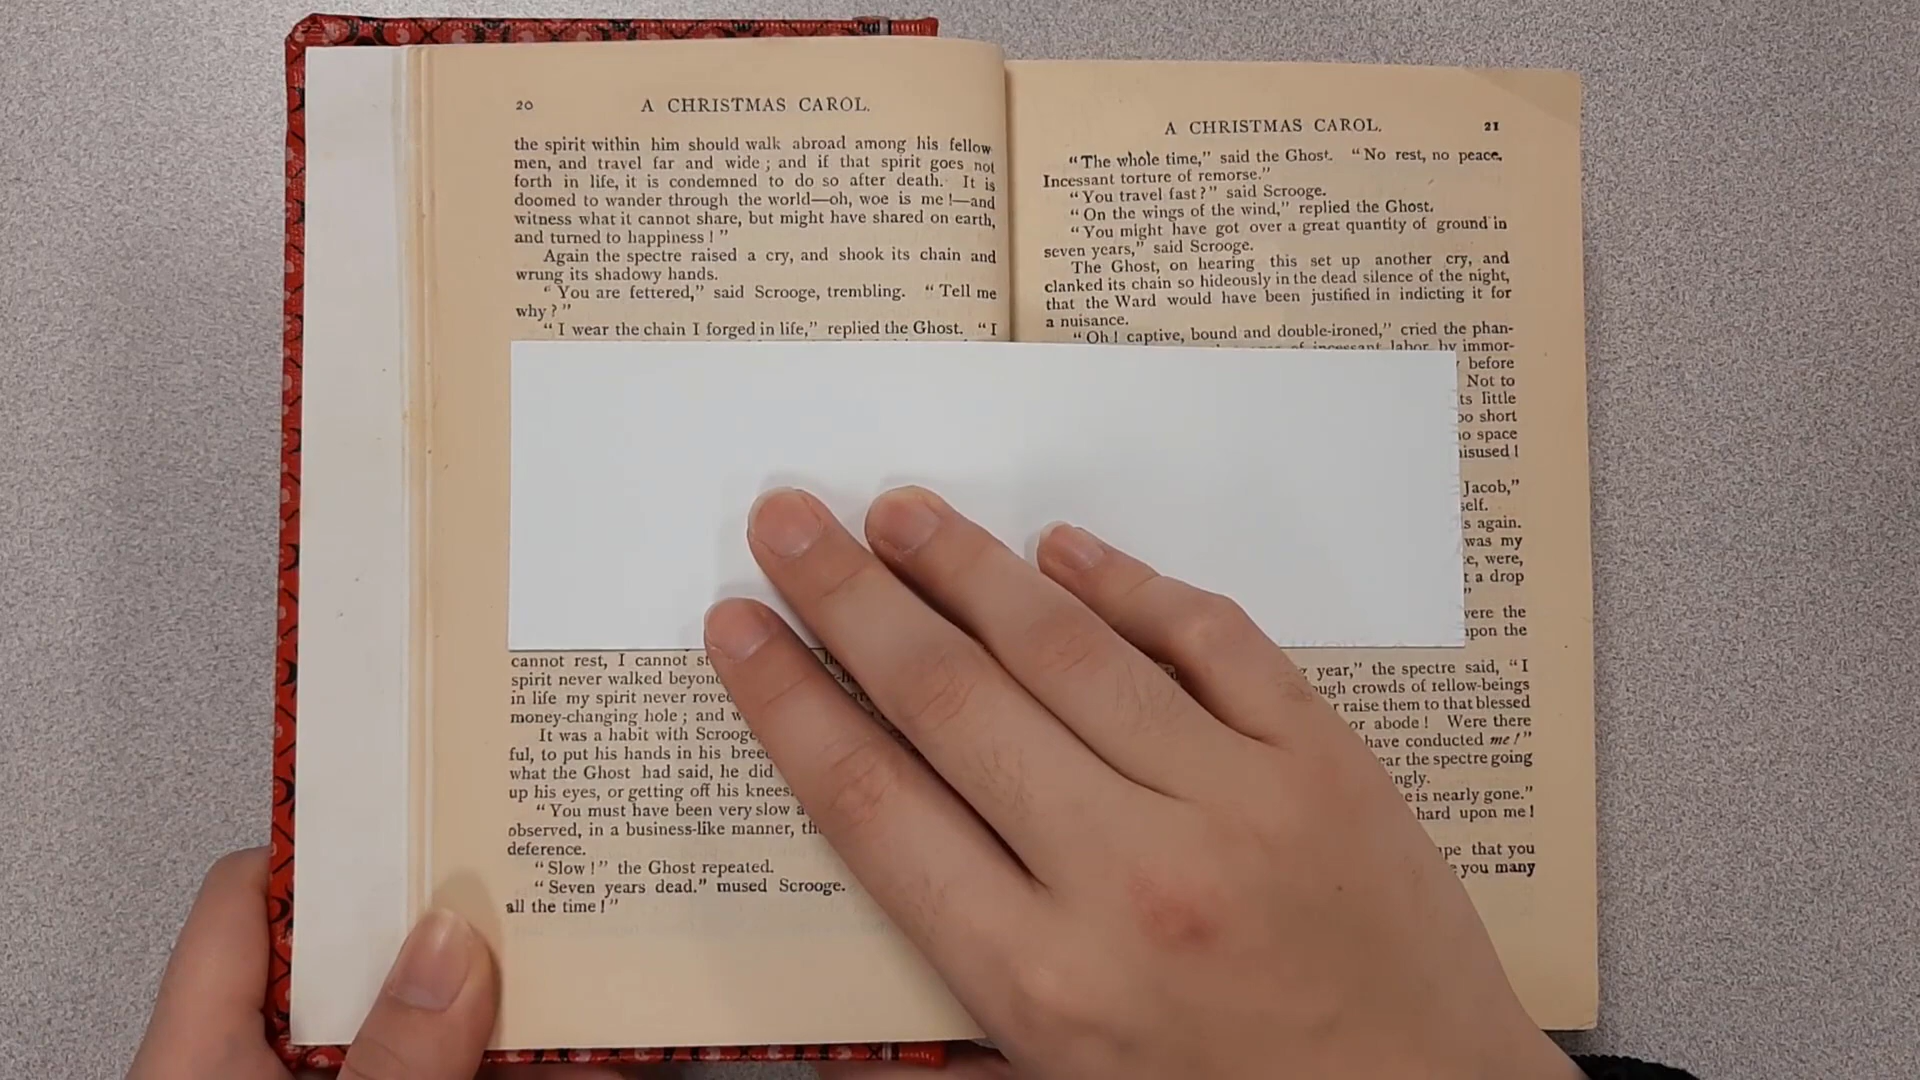 20
A CHRISTMAS CAROL.
the spirit within him should walk abroad among his fellow
men, and travel far and wide ; and if that spirit goes not
forth in life, it is condemned to do so after death. It is
doomed to wander through the world—oh, woe is me !—and
witness what it cannot share, but might have shared on earth,
and turned to happiness ! ”
Again the spectre raised a cry, and shook its chain and
wrung its shadowy hands.
“ You are fettered,” said Scrooge, trembling. “ Tell me
why ? ”
“ I wear the chain I forged in life,” replied the Ghost. “ I
cannot rest, I cannot
spirit never walked
in life my spirit never
money-changing hole ; and
It was a habit with Scrooge
ful, to put his hands in his
what the Ghost had said, he did
up his eyes, or getting off his knees.
“ You must have been very slow
observed, in a business-like manner,
deference.
“ Slow ! ” the Ghost repeated.
“ Seven years dead.” mused Scrooge.
all the time ! ”
A CHRISTMAS CAROL.
21
“ The whole time,” said the Ghost. “ No rest, no peace.
Incessant torture of remorse.”
“ You travel fast ? ” said Scrooge.
“ On the wings of the wind,” replied the Ghost.
“ You might have got over a great quantity of ground in
seven years,” said Scrooge.
The Ghost, on hearing this set up another cry, and
clanked its chain so hideously in the dead silence of the night,
that the Ward would have been justified in indicting it for
a nuisance.
“ Oh ! captive, bound and double-ironed,” cried the phan-
of incessant labor by immor-
before
Not to
little
short
space
!
Jacob,”
again.
was my
were,
a drop
”
the
the
year,” the spectre said, “ I
crowds of fellow-beings
raise them to that blessed
or abode ! Were there
have conducted me ! ”
the spectre going
is nearly gone.”
hard upon me !
that you
you many